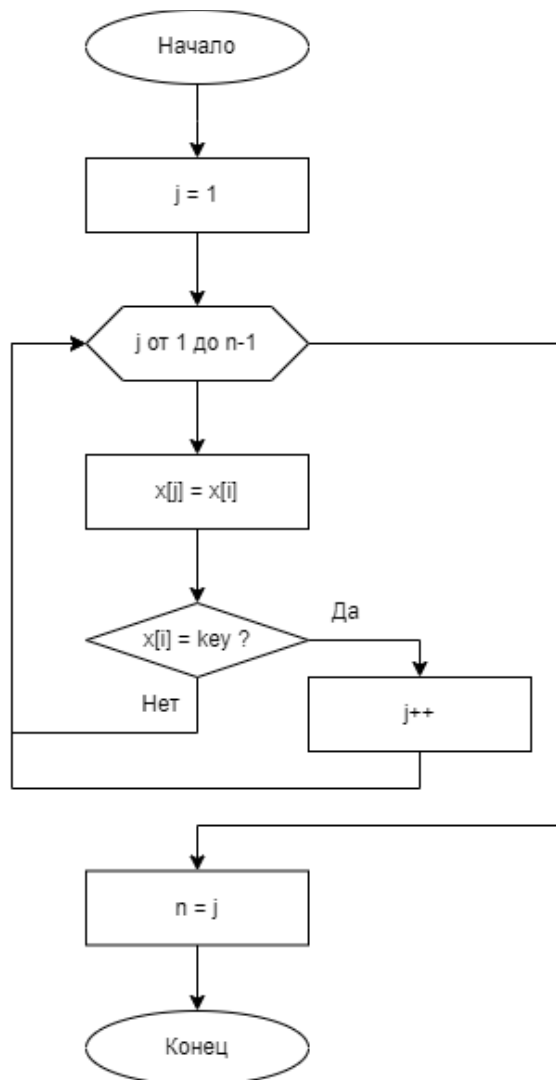 Начало
j = 1
j от 1 до n-1
x[j] = x[i]
x[i] = key ?
Да
Нет
j++
n = j
Конец